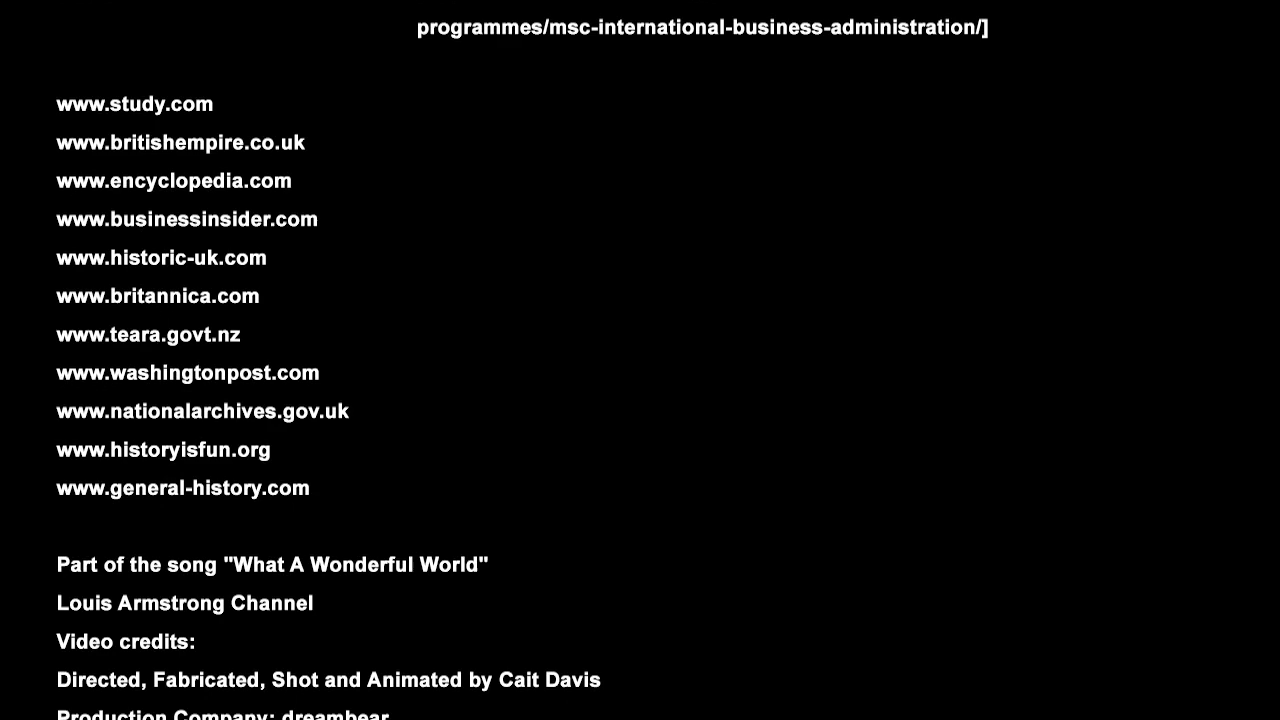 programmes/msc-international-business-administration/]
www.study.com
www.britishempire.co.uk
www.encyclopedia.com
www.businessinsider.com
www.historic-uk.com
www.britannica.com
www.teara.govt.nz
www.washingtonpost.com
www.nationalarchives.gov.uk
www.historyisfun.org
www.general-history.com
Part of the song "What A Wonderful World"
Louis Armstrong Channel
Video credits:
Directed, Fabricated, Shot and Animated by Cait Davis
Production Company: dreambear